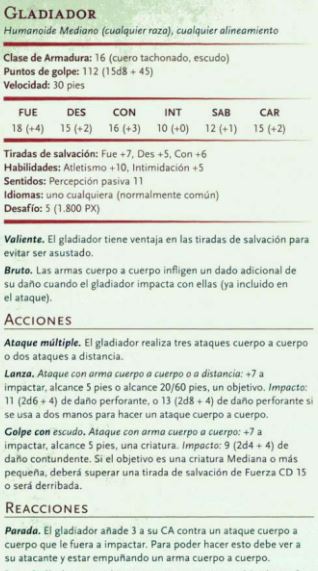 GLADIADOR
Humanoide Mediano (cualquier raza), cualquier alineamiento
Clase de Armadura: 16 (cuero tachonado, escudo)
Puntos de golpe: 112 (15d8 + 45)
Velocidad: 30 pies
FUE DES CON INT SAB CAR
18 (+4) 15 (+2) 16 (+3) 10 (+0) 12 (+1) 15 (+2)
Tiradas de salvación: Fue +7, Des +5, Con +6
Habilidades: Atletismo +10, Intimidación +5
Sentidos: Percepción pasiva 11
Idiomas: uno cualquiera (normalmente común)
Desafío: 5 (1.800 PX)
Valiente. El gladiador tiene ventaja en las tiradas de salvación para
evitar ser asustado.
Bruto. Las armas cuerpo a cuerpo infligen un dado adicional de
su daño cuando el gladiador impacta con ellas (ya incluido en
el ataque).
ACCIONES
Ataque múltiple. El gladiador realiza tres ataques cuerpo a cuerpo
o dos ataques a distancia.
Lanza. Ataque con arma cuerpo a cuerpo o a distancia: +7 a
impactar, alcance 5 pies o alcance 20/60 pies, un objetivo. Impacto:
11 (2d6 + 4) de daño perforante, o 13 (2d8 + 4) de daño perforante si
se usa a dos manos para hacer un ataque cuerpo a cuerpo.
Golpe con escudo. Ataque con arma cuerpo a cuerpo: +7 a
impactar, alcance 5 pies, una criatura. Impacto: 9 (2d4 + 4) de
daño contundente. Si el objetivo es una criatura Mediana o más
pequeña, deberá superar una tirada de salvación de Fuerza CD 15
o será derribada.
REACCIONES
Parada. El gladiador añade 3 a su CA contra un ataque cuerpo a
cuerpo que le fuera a impactar. Para poder hacer esto debe ver a
su atacante y estar empuñando un arma cuerpo a cuerpo.